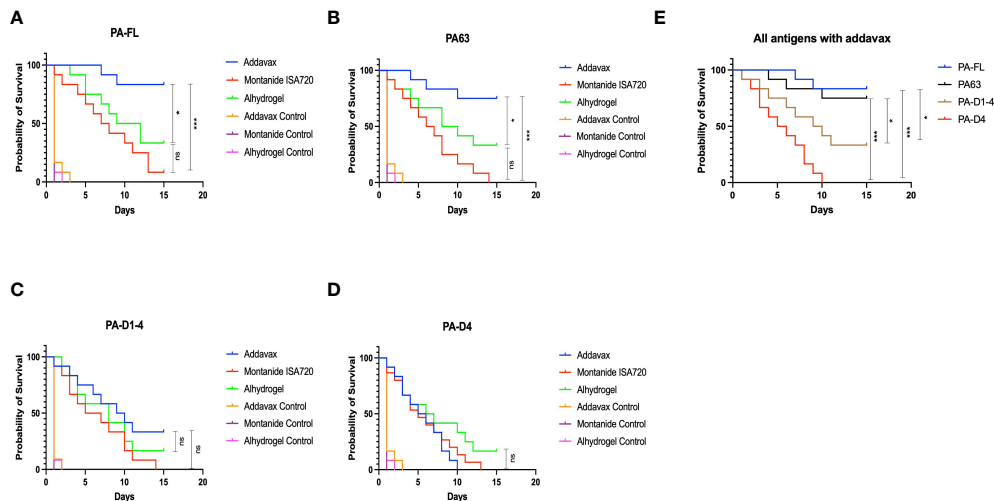 A
PA-FL
Probability of Survival
100
50
0
0 5 10 15 20
Days
*
***
ns
Addavax
Montanide ISA720
Alhydrogel
Addavax Control
Montanide Control
Alhydrogel Control
B
PA63
Probability of Survival
100
50
0
0 5 10 15 20
Days
*
***
ns
Addavax
Montanide ISA720
Alhydrogel
Addavax Control
Montanide Control
Alhydrogel Control
E
All antigens with addavax
Probability of Survival
100
50
0
0 5 10 15 20
Days
***
*
***
*
PA-FL
PA63
PA-D1-4
PA-D4
C
PA-D1-4
Probability of Survival
100
50
0
0 5 10 15 20
Days
ns
ns
Addavax
Montanide ISA720
Alhydrogel
Addavax Control
Montanide Control
Alhydrogel Control
D
PA-D4
Probability of Survival
100
50
0
0 5 10 15 20
Days
ns
Addavax
Montanide ISA720
Alhydrogel
Addavax Control
Montanide Control
Alhydrogel Control